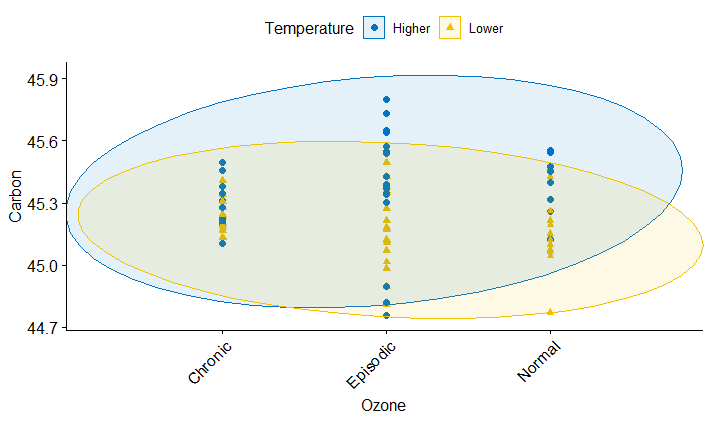 Temperature Higher Lower
45.9
45.6
45.3
45.0
44.7
Carbon
Chronic
Episodic
Normal
Ozone